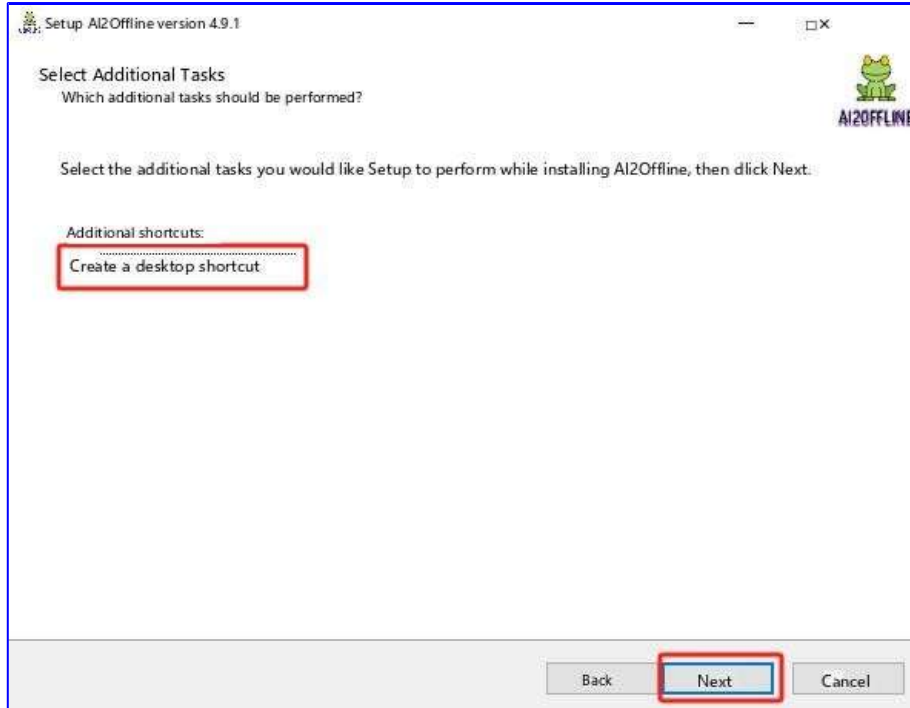 Setup AI2Offline version 4.9.1
Select Additional Tasks
Which additional tasks should be performed?
AI2OFFLINE
Select the additional tasks you would like Setup to perform while installing AI2Offline, then dlick Next.
Additional shortcuts:
Create a desktop shortcut
Back
Next
Cancel